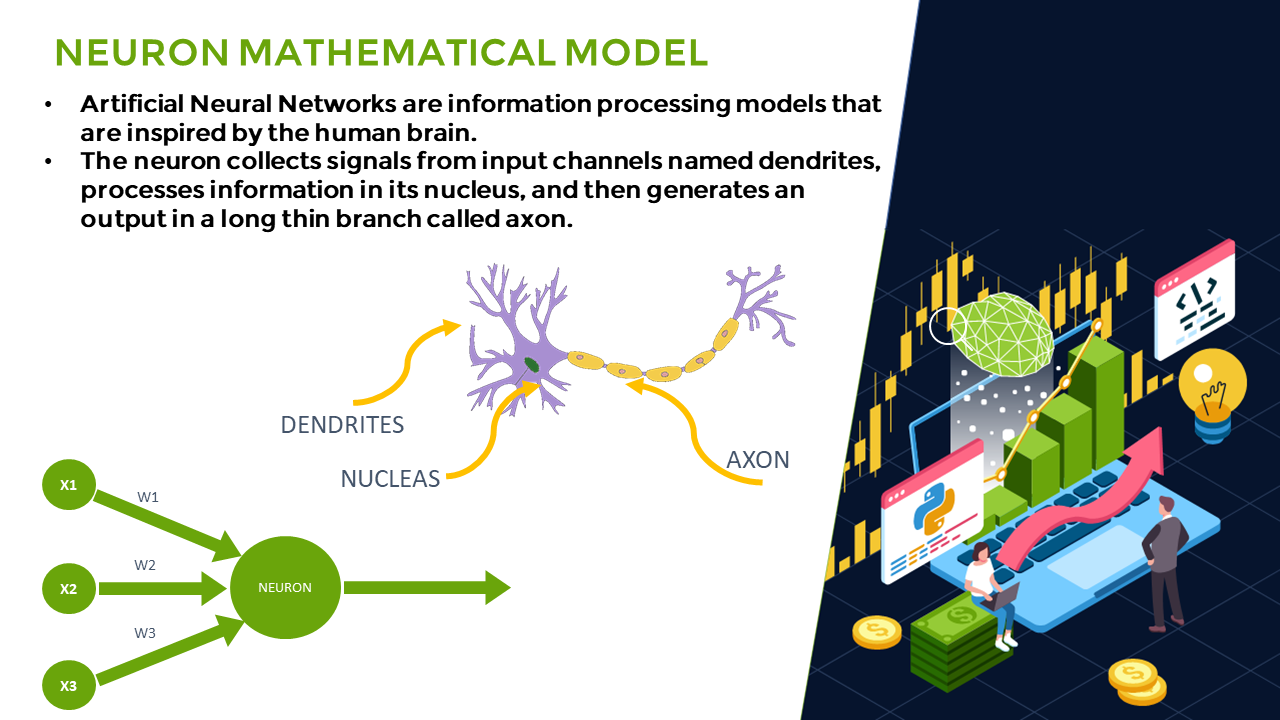 NEURON MATHEMATICAL MODEL
• Artificial Neural Networks are information processing models that
are inspired by the human brain.
• The neuron collects signals from input channels named dendrites,
processes information in its nucleus, and then generates an
output in a long thin branch called axon.
DENDRITES
NUCLEAS
AXON
X1
W1
W2
X2
NEURON
W3
X3